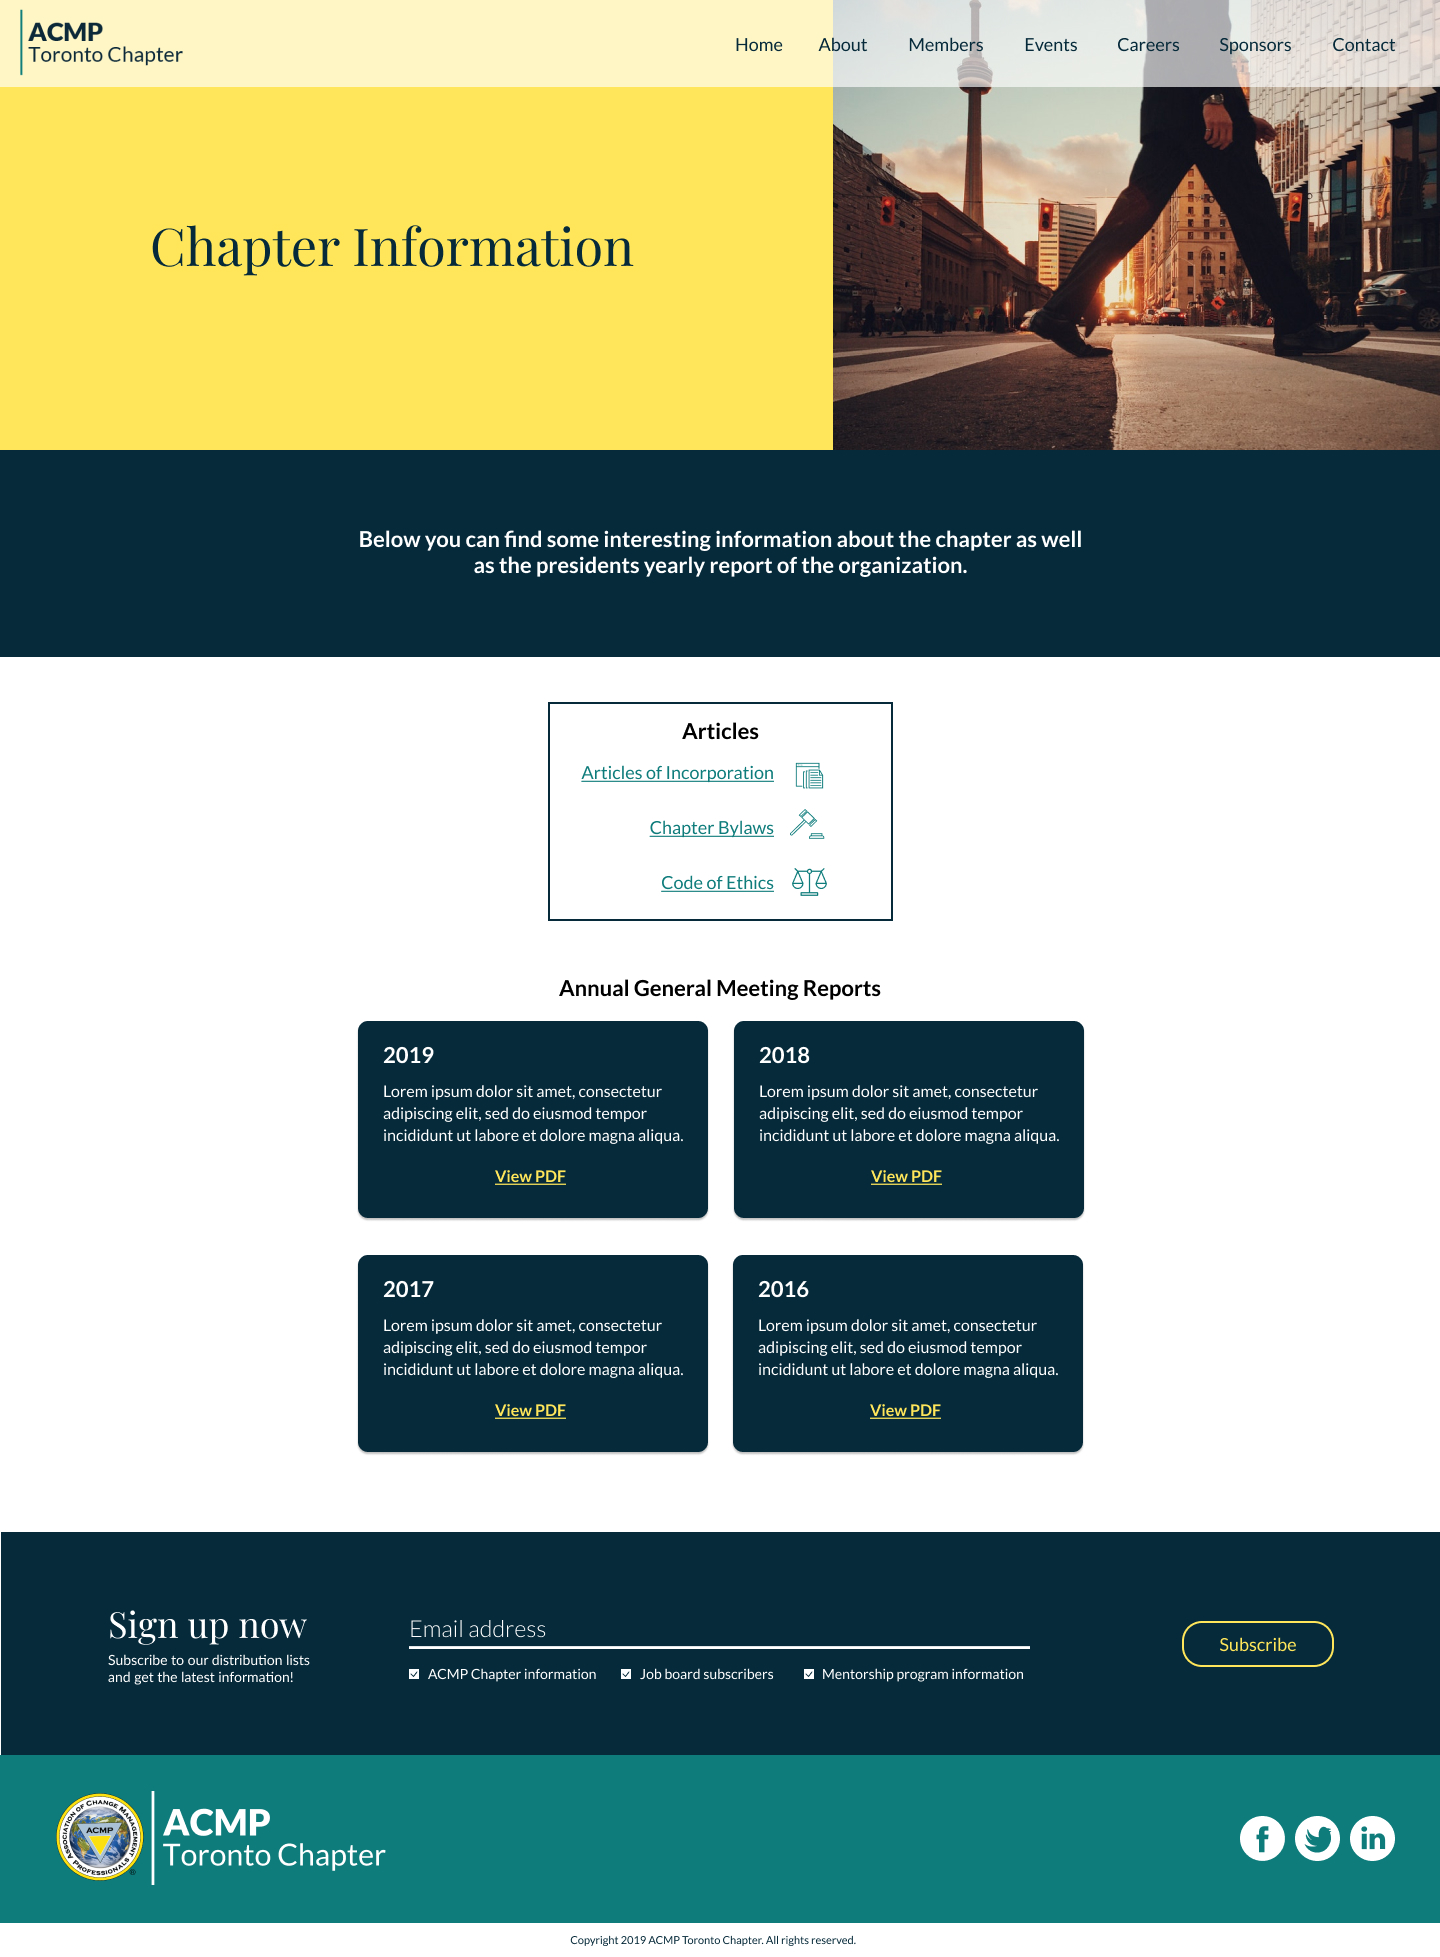 ACMP
Toronto Chapter
Home About Members Events Careers Sponsors Contact
Chapter Information
Below you can find some interesting information about the chapter as well
as the presidents yearly report of the organization.
Articles
Articles of Incorporation
Chapter Bylaws
Code of Ethics
Annual General Meeting Reports
2019
Lorem ipsum dolor sit amet, consectetur
adipiscing elit, sed do eiusmod tempor
incididunt ut labore et dolore magna aliqua.
View PDF
2018
Lorem ipsum dolor sit amet, consectetur
adipiscing elit, sed do eiusmod tempor
incididunt ut labore et dolore magna aliqua.
View PDF
2017
Lorem ipsum dolor sit amet, consectetur
adipiscing elit, sed do eiusmod tempor
incididunt ut labore et dolore magna aliqua.
View PDF
2016
Lorem ipsum dolor sit amet, consectetur
adipiscing elit, sed do eiusmod tempor
incididunt ut labore et dolore magna aliqua.
View PDF
Sign up now
Subscribe to our distribution lists
and get the latest information!
Email address
ACMP Chapter information
Job board subscribers
Mentorship program information
Subscribe
ASSOCIATION OF CHANGE MANAGEMENT PROFESSIONALS
ACMP
®
ACMP
Toronto Chapter
f
in
Copyright 2019 ACMP Toronto Chapter. All rights reserved.